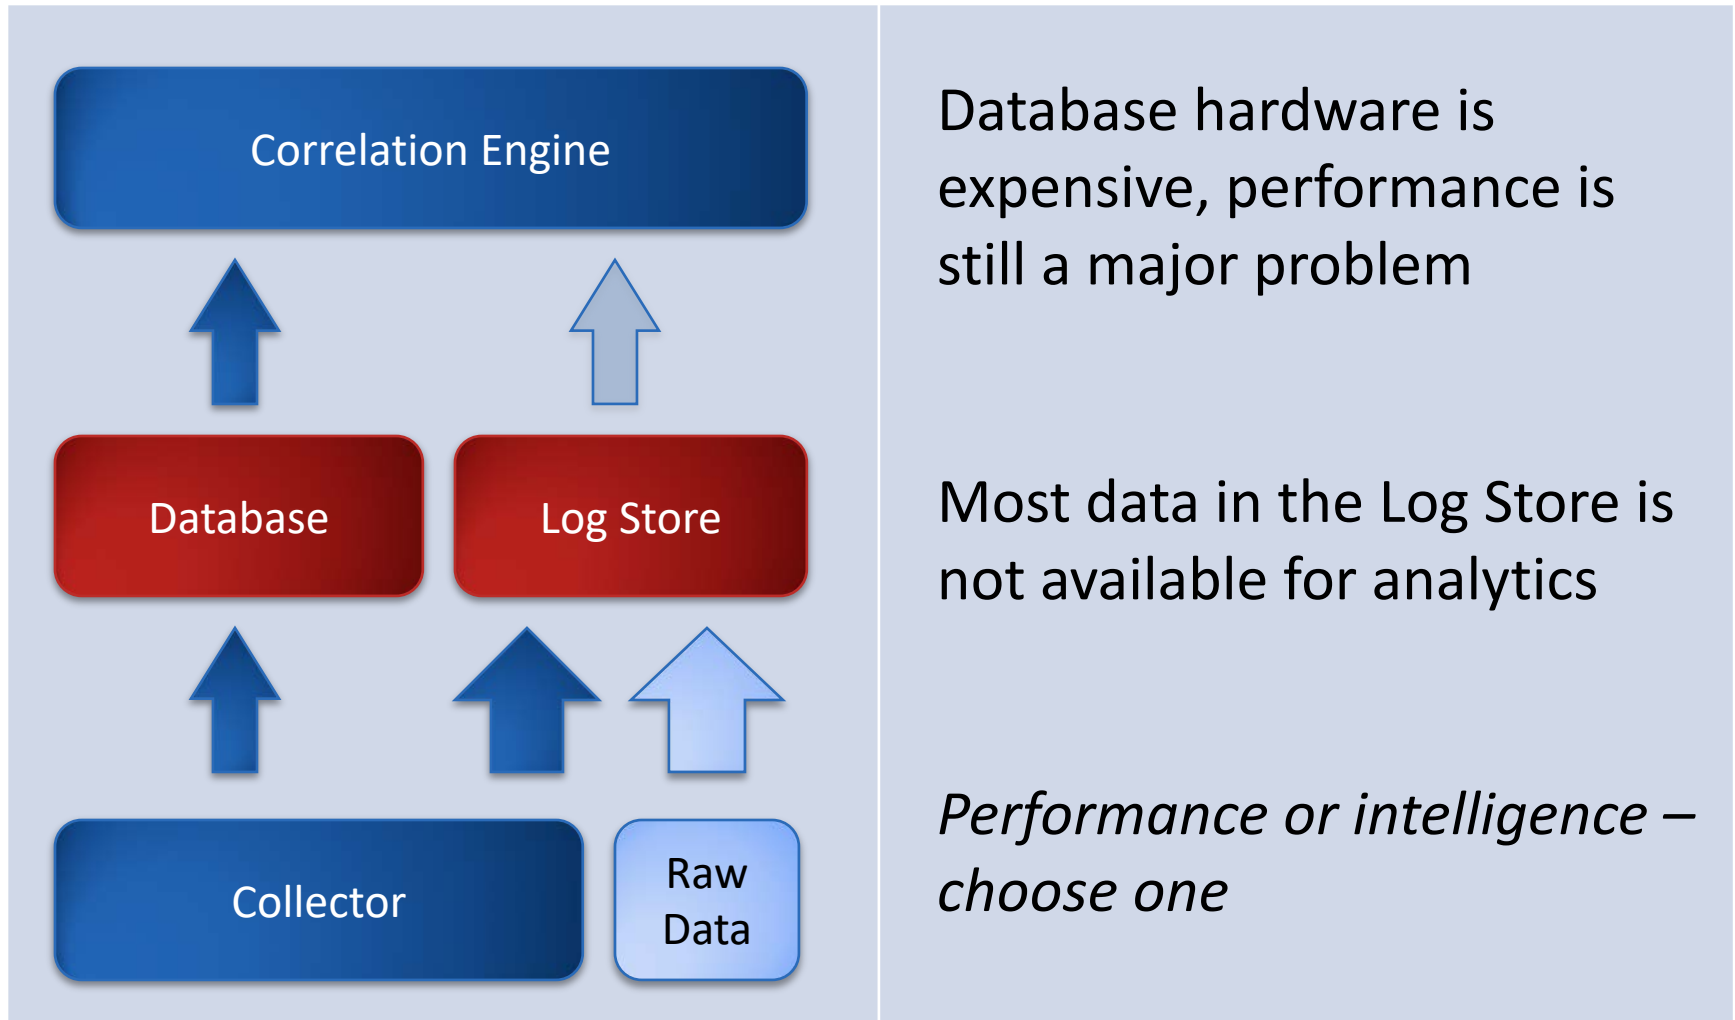 Correlation Engine
Database
Log Store
Collector
Raw
Data
Database hardware is
expensive, performance is
still a major problem
Most data in the Log Store is
not available for analytics
Performance or intelligence –
choose one